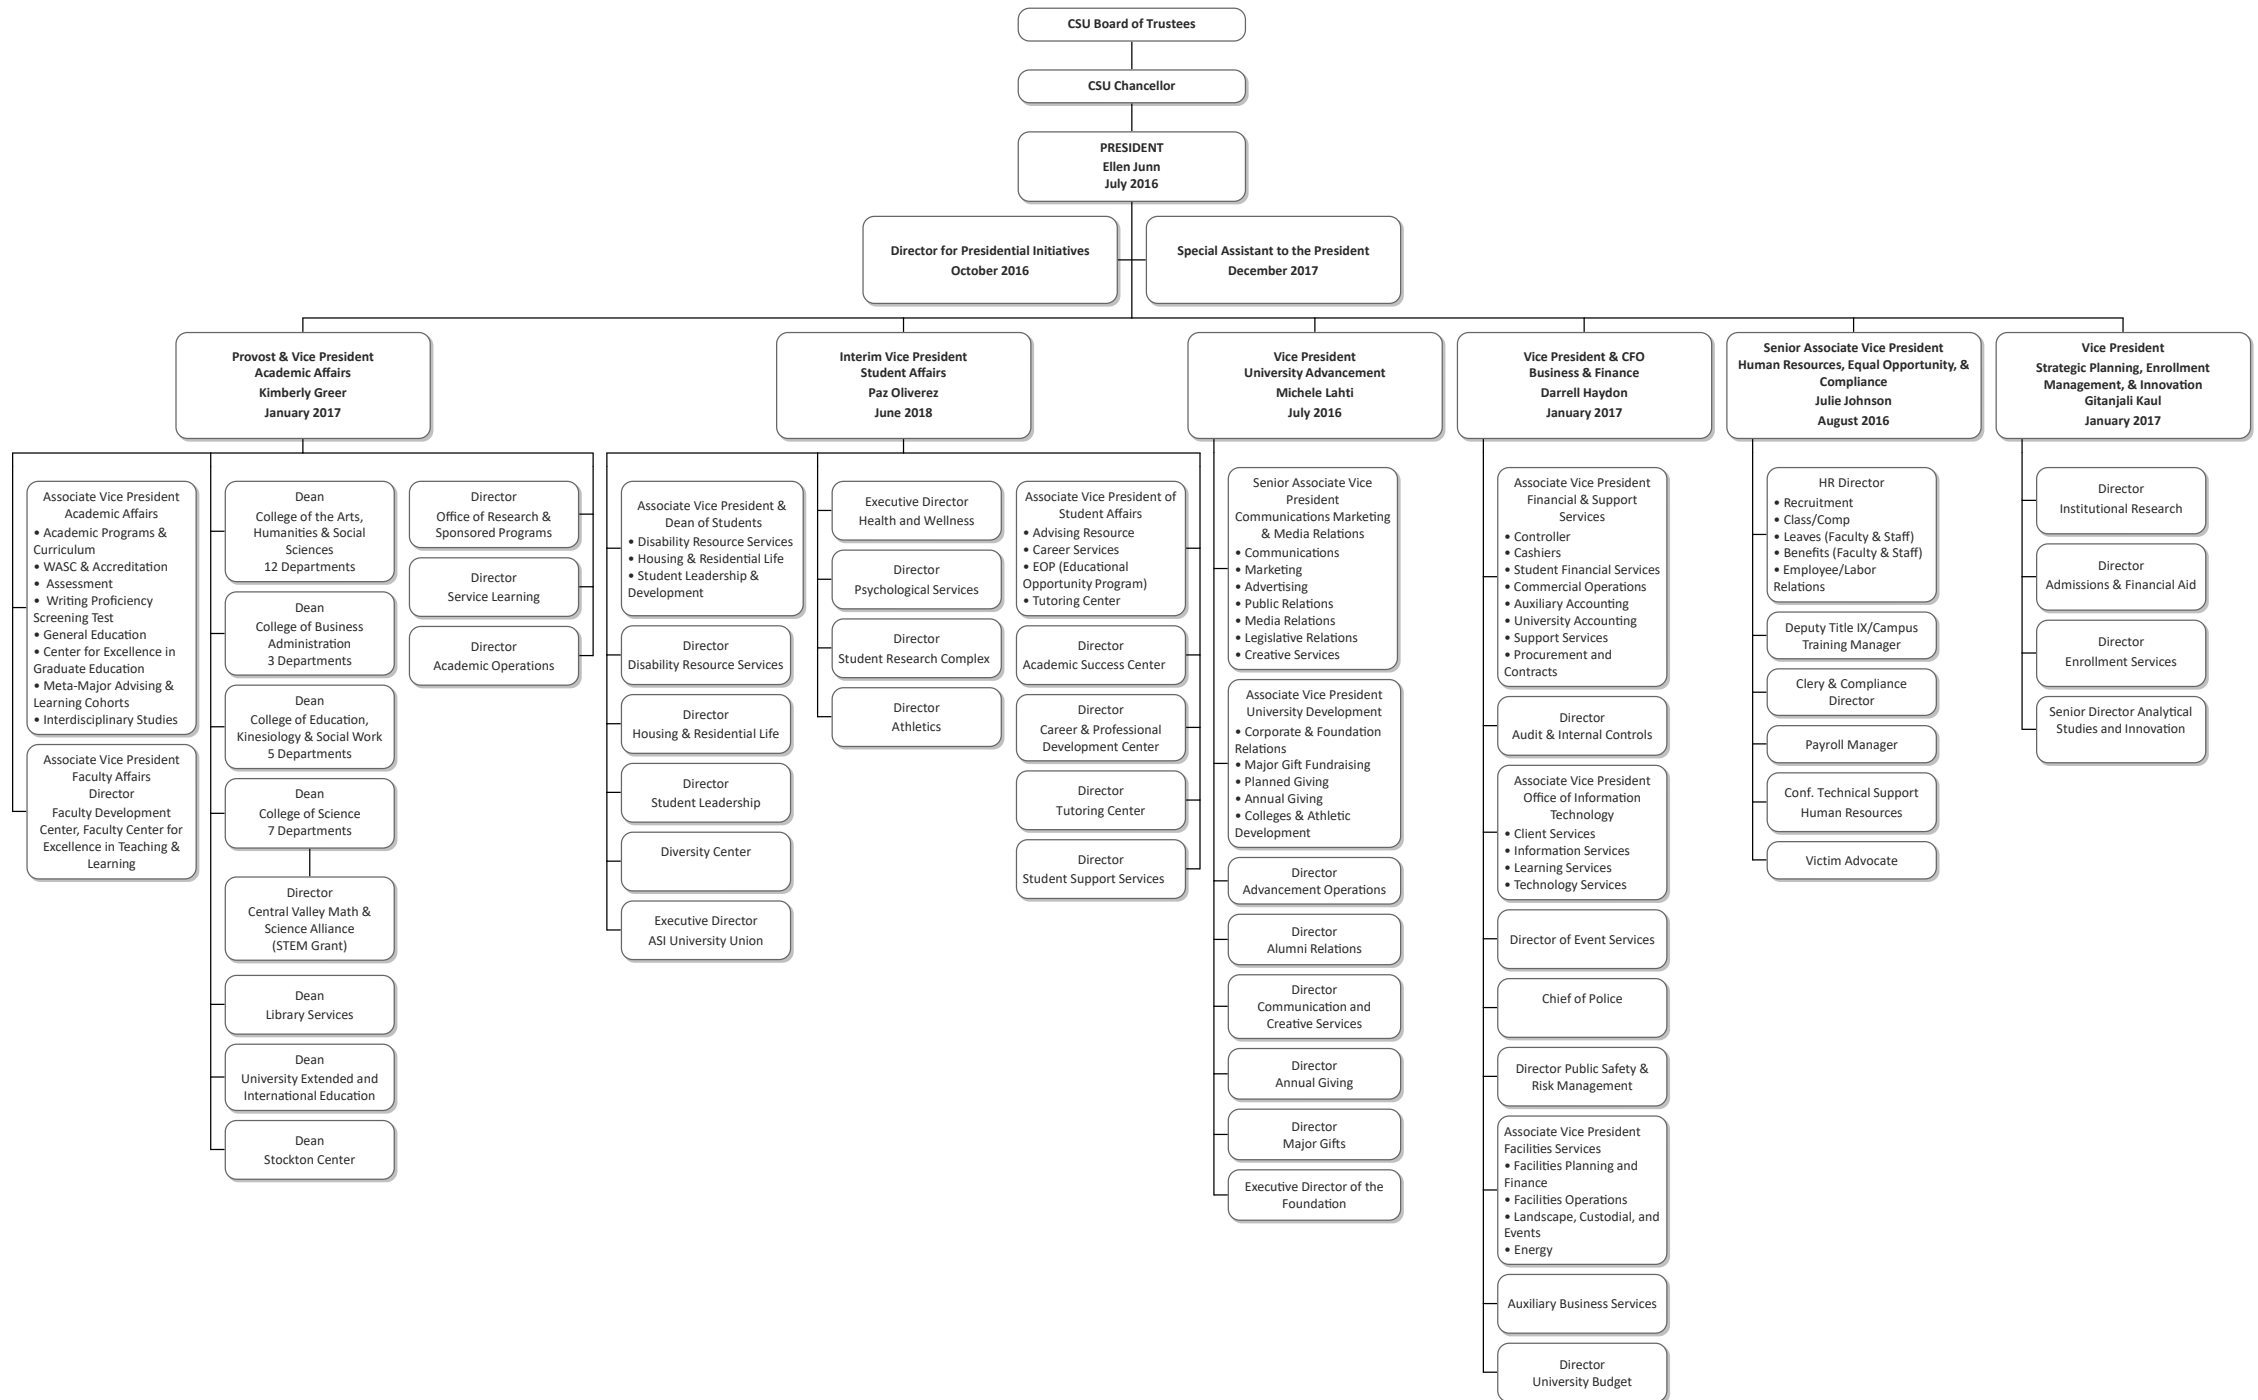 CSU Board of Trustees
CSU Chancellor
PRESIDENT
Ellen Junn
July 2016
Director for Presidential Initiatives
October 2016
Special Assistant to the President
December 2017
Provost & Vice President
Academic Affairs
Kimberly Greer
January 2017
Interim Vice President
Student Affairs
Paz Oliverez
June 2018
Vice President
University Advancement
Michele Lahti
July 2016
Vice President & CFO
Business & Finance
Darrell Haydon
January 2017
Senior Associate Vice President
Human Resources, Equal Opportunity, &
Compliance
Julie Johnson
August 2016
Vice President
Strategic Planning, Enrollment
Management, & Innovation
Gitanjali Kaul
January 2017
Associate Vice President
Academic Affairs
• Academic Programs &
Curriculum
• WASC & Accreditation
• Assessment
• Writing Proficiency
Screening Test
• General Education
• Center for Excellence in
Graduate Education
• Meta-Major Advising &
Learning Cohorts
• Interdisciplinary Studies
Associate Vice President
Faculty Affairs
Director
Faculty Development
Center, Faculty Center for
Excellence in Teaching &
Learning
Dean
College of the Arts,
Humanities & Social
Sciences
12 Departments
Dean
College of Business
Administration
3 Departments
Dean
College of Education,
Kinesiology & Social Work
5 Departments
Dean
College of Science
7 Departments
Director
Central Valley Math &
Science Alliance
(STEM Grant)
Dean
Library Services
Dean
University Extended and
International Education
Dean
Stockton Center
Director
Office of Research &
Sponsored Programs
Director
Service Learning
Director
Academic Operations
Associate Vice President &
Dean of Students
• Disability Resource Services
• Housing & Residential Life
• Student Leadership &
Development
Director
Disability Resource Services
Director
Housing & Residential Life
Director
Student Leadership
Diversity Center
Executive Director
ASI University Union
Executive Director
Health and Wellness
Director
Psychological Services
Director
Student Research Complex
Director
Athletics
Associate Vice President of
Student Affairs
• Advising Resource
• Career Services
• EOP (Educational
Opportunity Program)
• Tutoring Center
Director
Academic Success Center
Director
Career & Professional
Development Center
Director
Tutoring Center
Director
Student Support Services
Senior Associate Vice
President
Communications Marketing
& Media Relations
• Communications
• Marketing
• Advertising
• Public Relations
• Media Relations
• Legislative Relations
• Creative Services
Associate Vice President
University Development
• Corporate & Foundation
Relations
• Major Gift Fundraising
• Planned Giving
• Annual Giving
• Colleges & Athletic
Development
Director
Advancement Operations
Director
Alumni Relations
Director
Communication and
Creative Services
Director
Annual Giving
Director
Major Gifts
Executive Director of the
Foundation
Associate Vice President
Financial & Support
Services
• Controller
• Cashiers
• Student Financial Services
• Commercial Operations
• Auxiliary Accounting
• University Accounting
• Support Services
• Procurement and
Contracts
Director
Audit & Internal Controls
Associate Vice President
Office of Information
Technology
• Client Services
• Information Services
• Learning Services
• Technology Services
Director of Event Services
Chief of Police
Director Public Safety &
Risk Management
Associate Vice President
Facilities Services
• Facilities Planning and
Finance
• Facilities Operations
• Landscape, Custodial, and
Events
• Energy
Auxiliary Business Services
Director
University Budget
HR Director
• Recruitment
• Class/Comp
• Leaves (Faculty & Staff)
• Benefits (Faculty & Staff)
• Employee/Labor
Relations
Deputy Title IX/Campus
Training Manager
Clery & Compliance
Director
Payroll Manager
Conf. Technical Support
Human Resources
Victim Advocate
Director
Institutional Research
Director
Admissions & Financial Aid
Director
Enrollment Services
Senior Director Analytical
Studies and Innovation